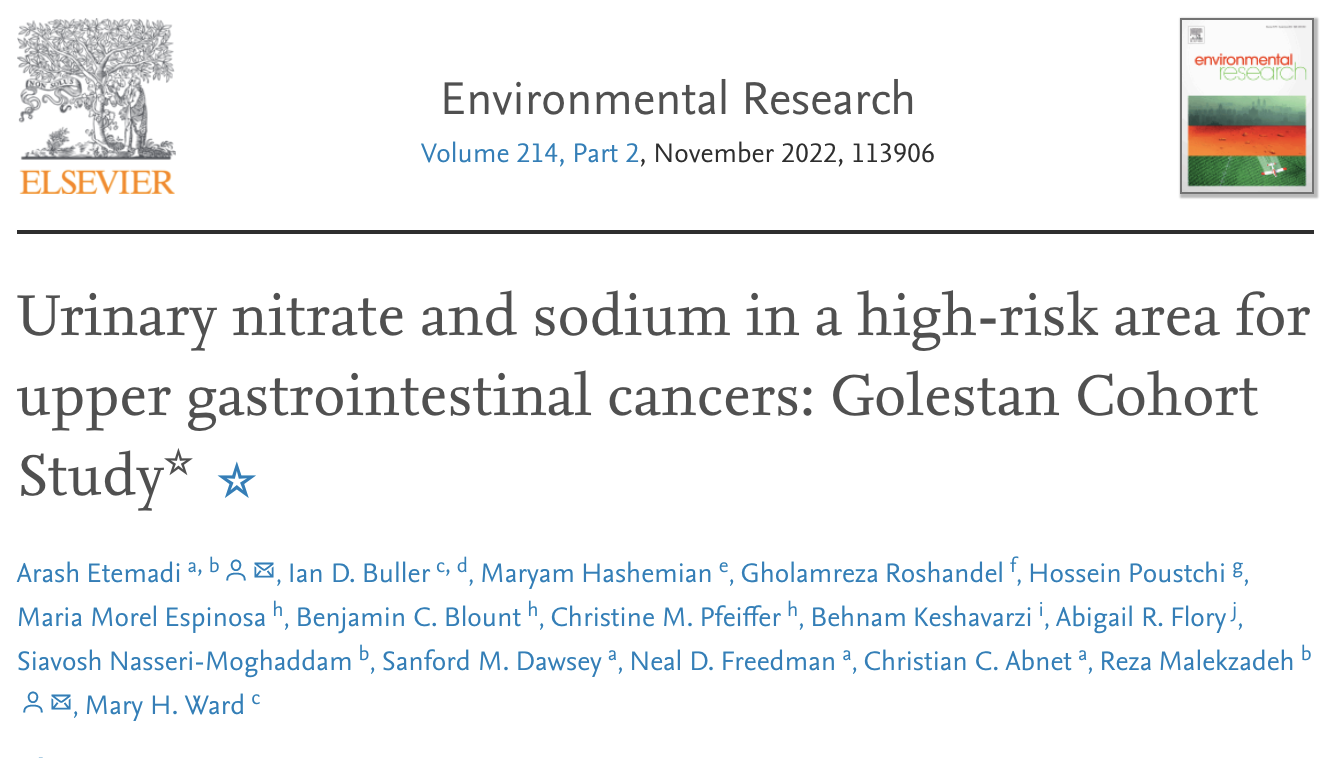 ELSEVIER
Environmental Research
Volume 214, Part 2, November 2022, 113906
environmental
research
Urinary nitrate and sodium in a high-risk area for
upper gastrointestinal cancers: Golestan Cohort
Study☆ ☆
Arash Etemadi a, b, Ian D. Buller c, d, Maryam Hashemian e, Gholamreza Roshandel f, Hossein Poustchi g,
Maria Morel Espinosa h, Benjamin C. Blount h, Christine M. Pfeiffer h, Behnam Keshavarzi i, Abigail R. Flory j,
Siavosh Nasseri-Moghaddam b, Sanford M. Dawsey a, Neal D. Freedman a, Christian C. Abnet a, Reza Malekzadeh b
, Mary H. Ward c